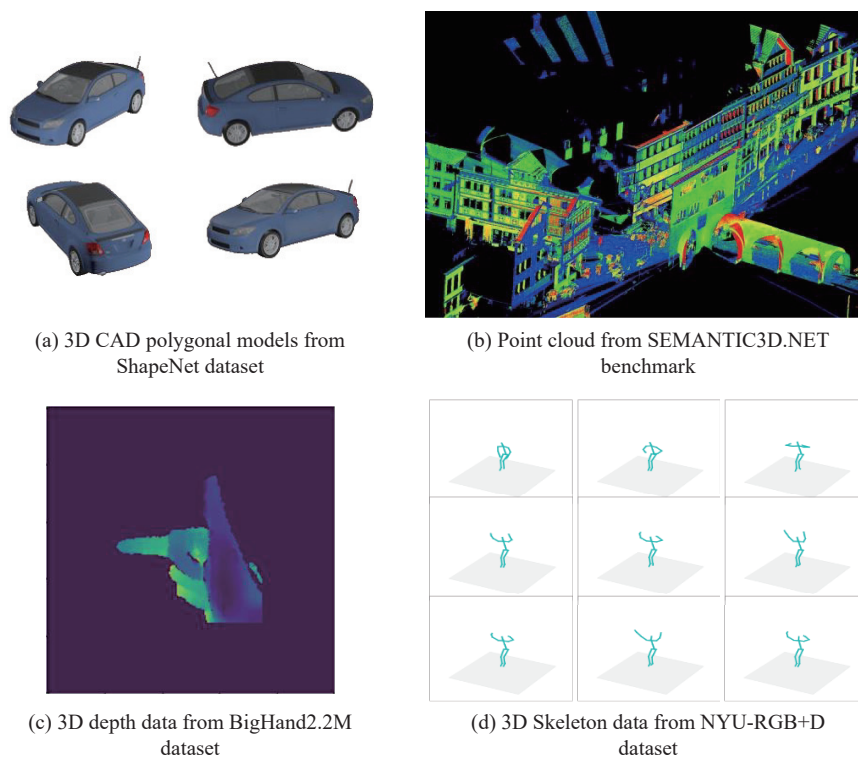 (a) 3D CAD polygonal models from
ShapeNet dataset
(b) Point cloud from SEMANTIC3D.NET
benchmark
(c) 3D depth data from BigHand2.2M
dataset
(d) 3D Skeleton data from NYU-RGB+D
dataset